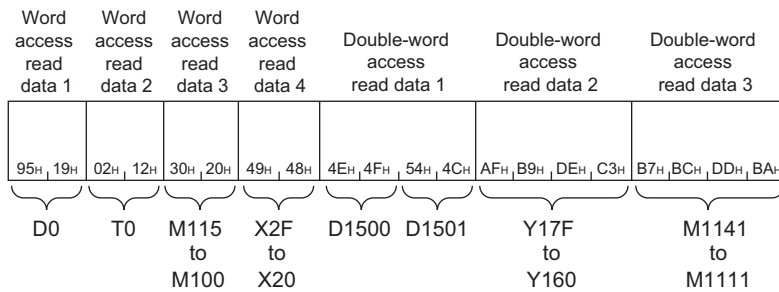 Word access read data 1
Word access read data 2
Word access read data 3
Word access read data 4
Double-word access read data 1
Double-word access read data 2
Double-word access read data 3
95H 19H 02H 12H 30H 20H 49H 48H 4EH 4FH 54H 4CH AFH B9H DEH C3H B7H BCH DDH BAH
D0
T0
M115 to M100
X2F to X20
D1500
D1501
Y17F to Y160
M1141 to M1111